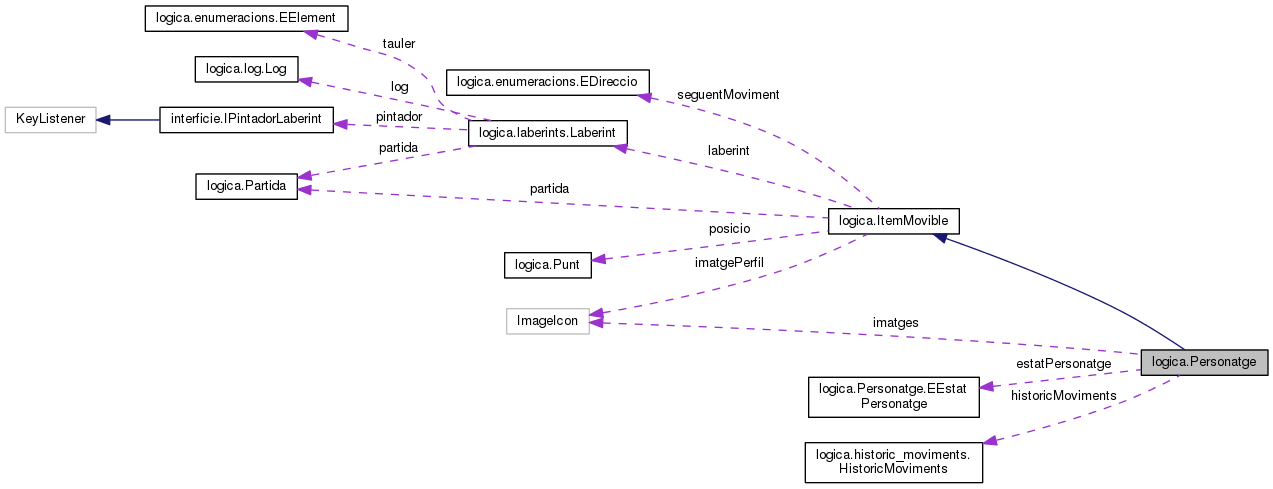 logica.enumeracions.EElement
tauler
logica.log.Log
logica.enumeracions.EDireccio
log
seguentMoviment
KeyListener
interficie.IPintadorLaberint
pintador
logica.laberints.Laberint
partida
laberint
logica.Partida
partida
logica.ItemMovible
posicio
logica.Punt
imatgePerfil
ImageIcon
imatges
logica.Personatge
estatPersonatge
logica.Personatge.EEstat
Personatge
historicMoviments
logica.historic_moviments.
HistoricMoviments